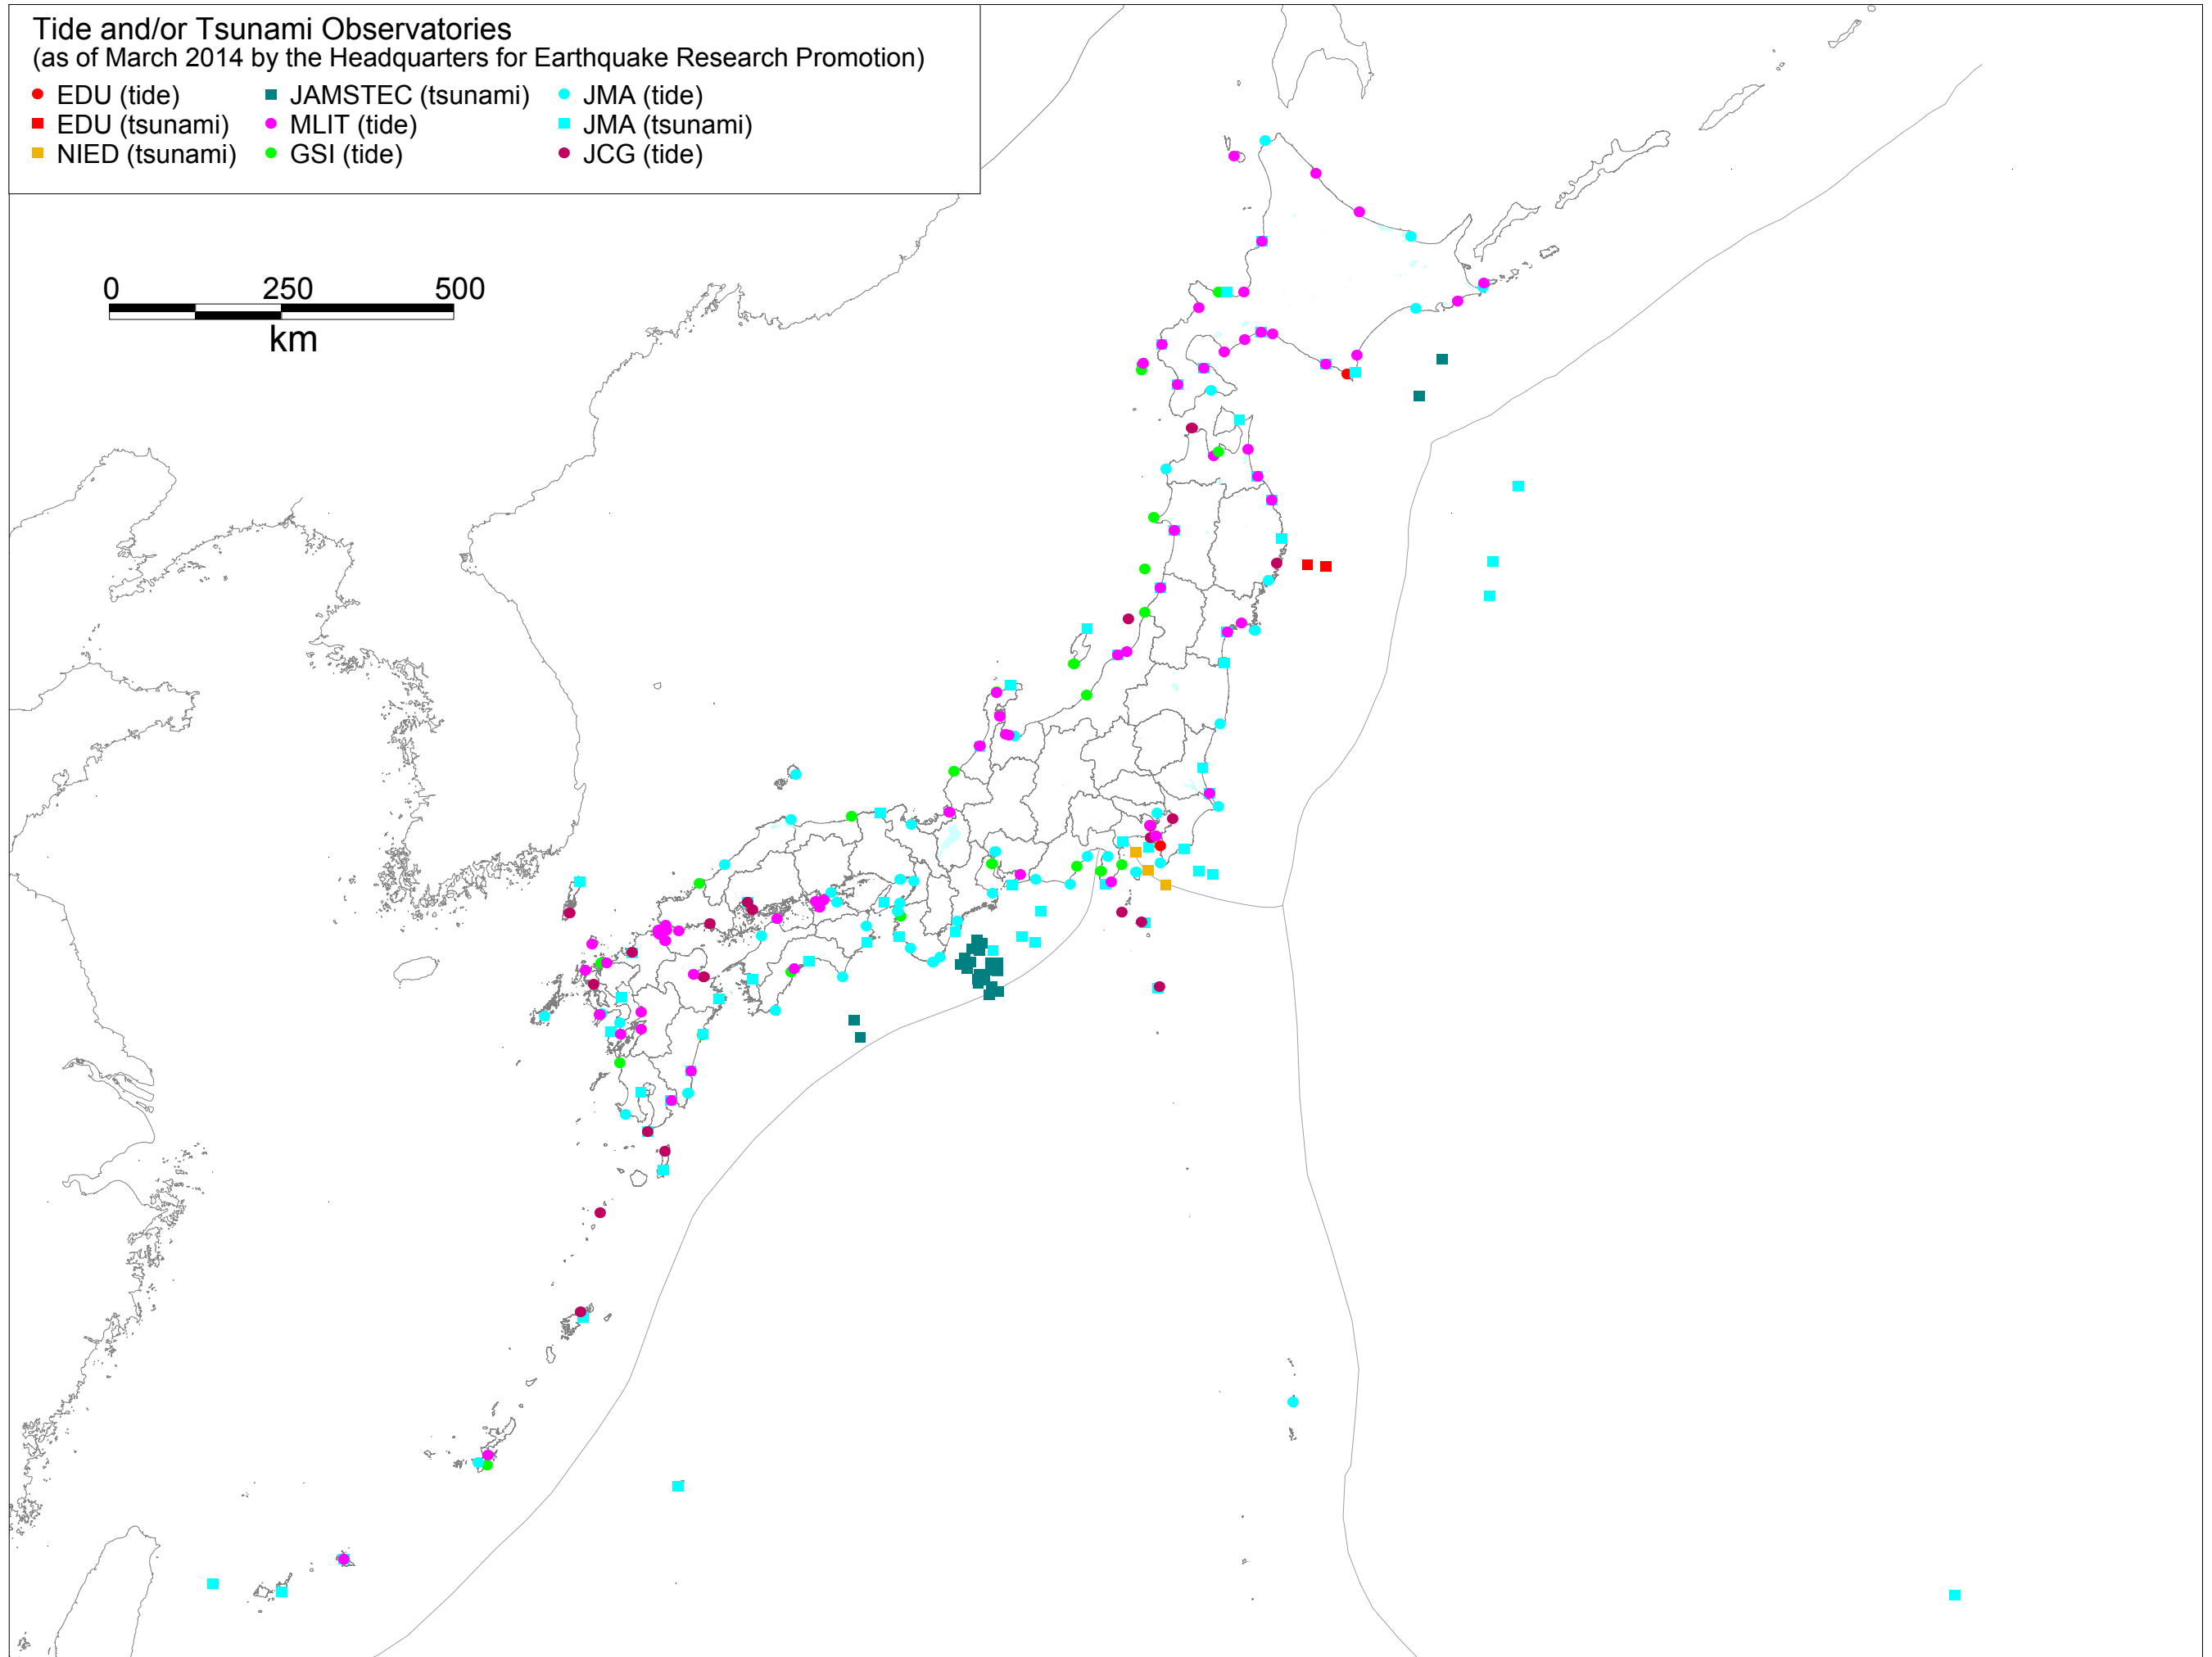 Tide and/or Tsunami Observatories
(as of March 2014 by the Headquarters for Earthquake Research Promotion)
EDU (tide) JAMSTEC (tsunami) JMA (tide)
EDU (tsunami) MLIT (tide) JMA (tsunami)
NIED (tsunami) GSI (tide) JCG (tide)
0 250 500
km